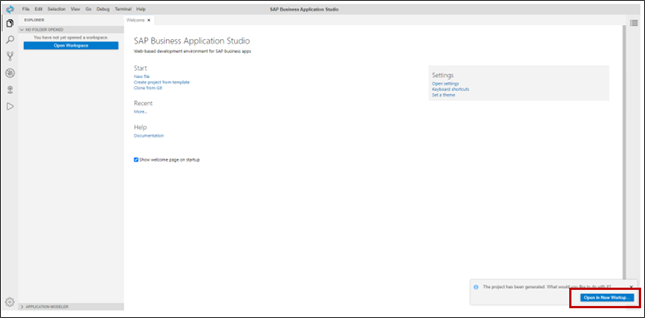 File Edit Selection View Go Debug Terminal Help
SAP Business Application Studio
EXPLORER
NO FOLDER OPENED
You have not yet opened a workspace.
Open Workspace
Welcome ×
SAP Business Application Studio
Web-based development environment for SAP business apps
Start
New file
Create project from template
Clone from Git
Recent
More...
Help
Documentation
Show welcome page on startup
Settings
Open settings
Keyboard shortcuts
Set a theme
The project has been generated. What would you like to do with it?
Open in New Worksp...
APPLICATION MODELER